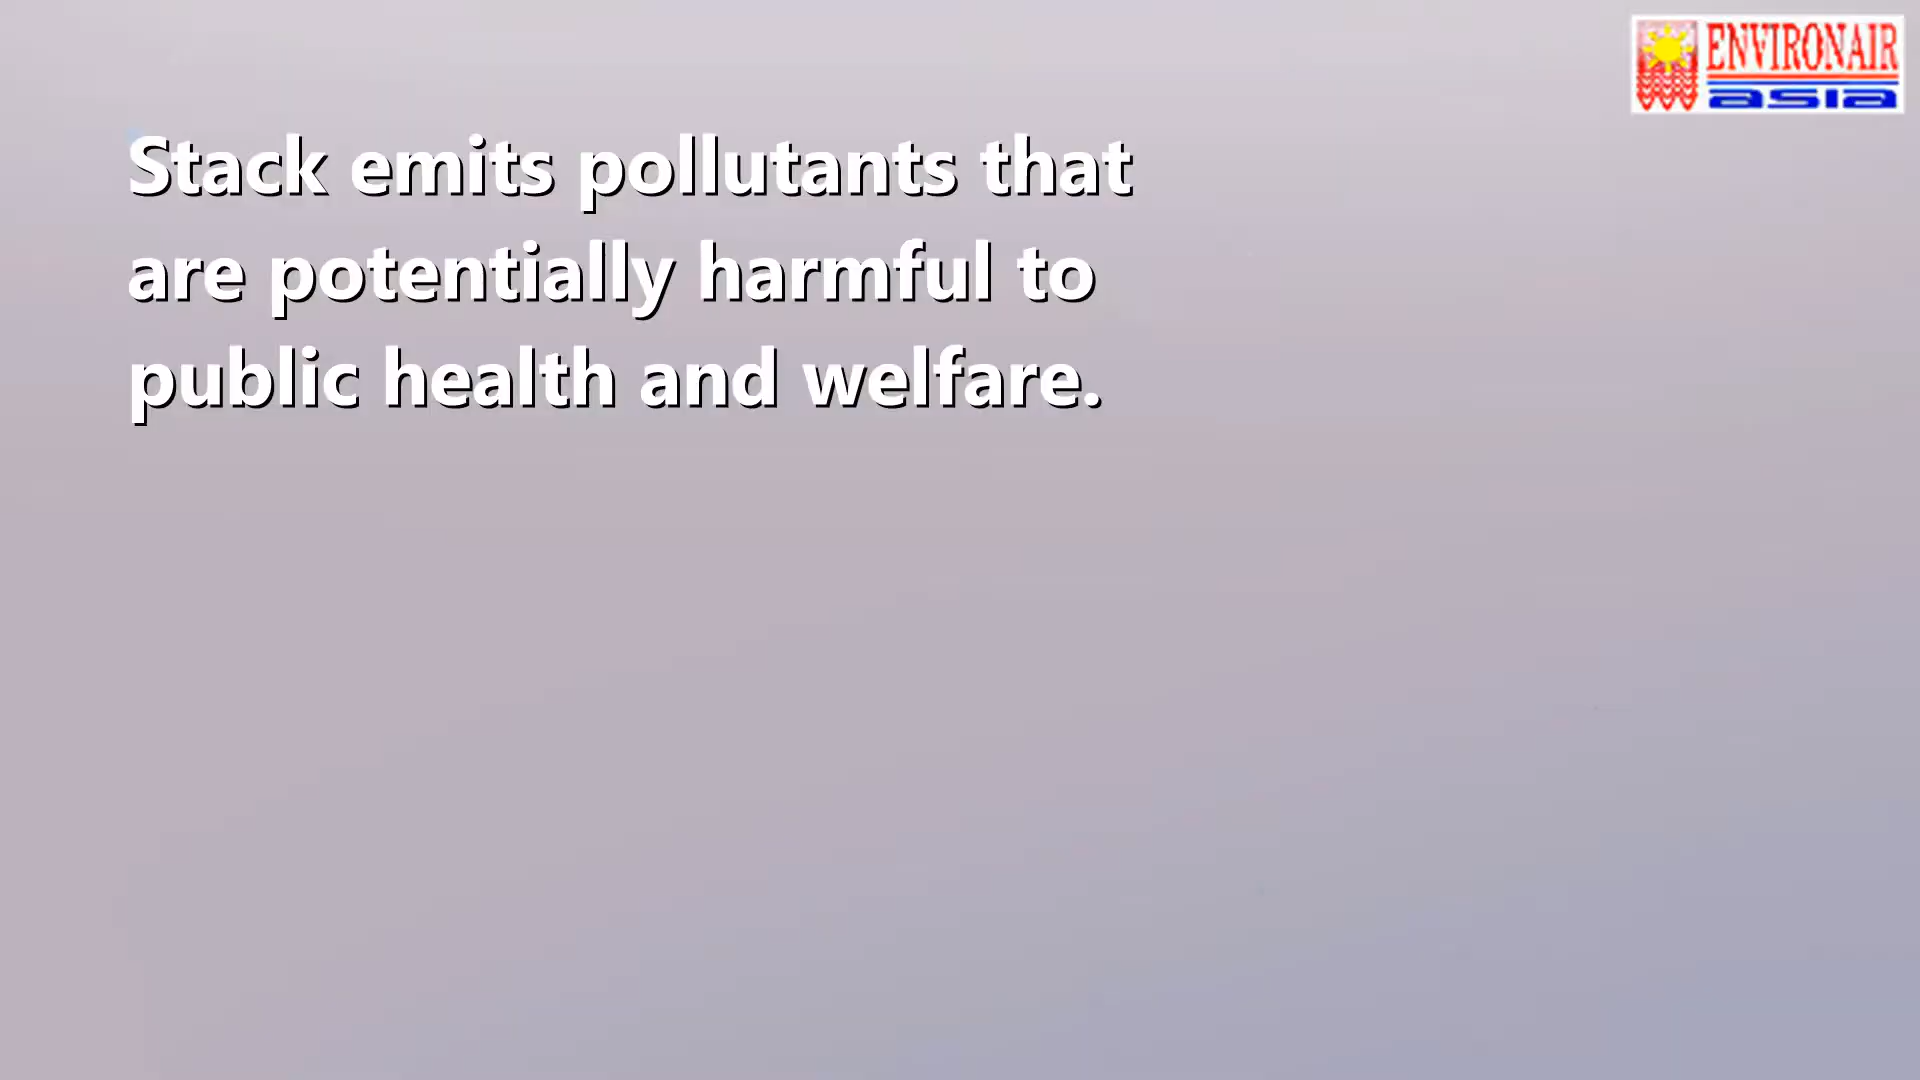 ENVIRONAIR
asia
Stack emits pollutants that
are potentially harmful to
public health and welfare.